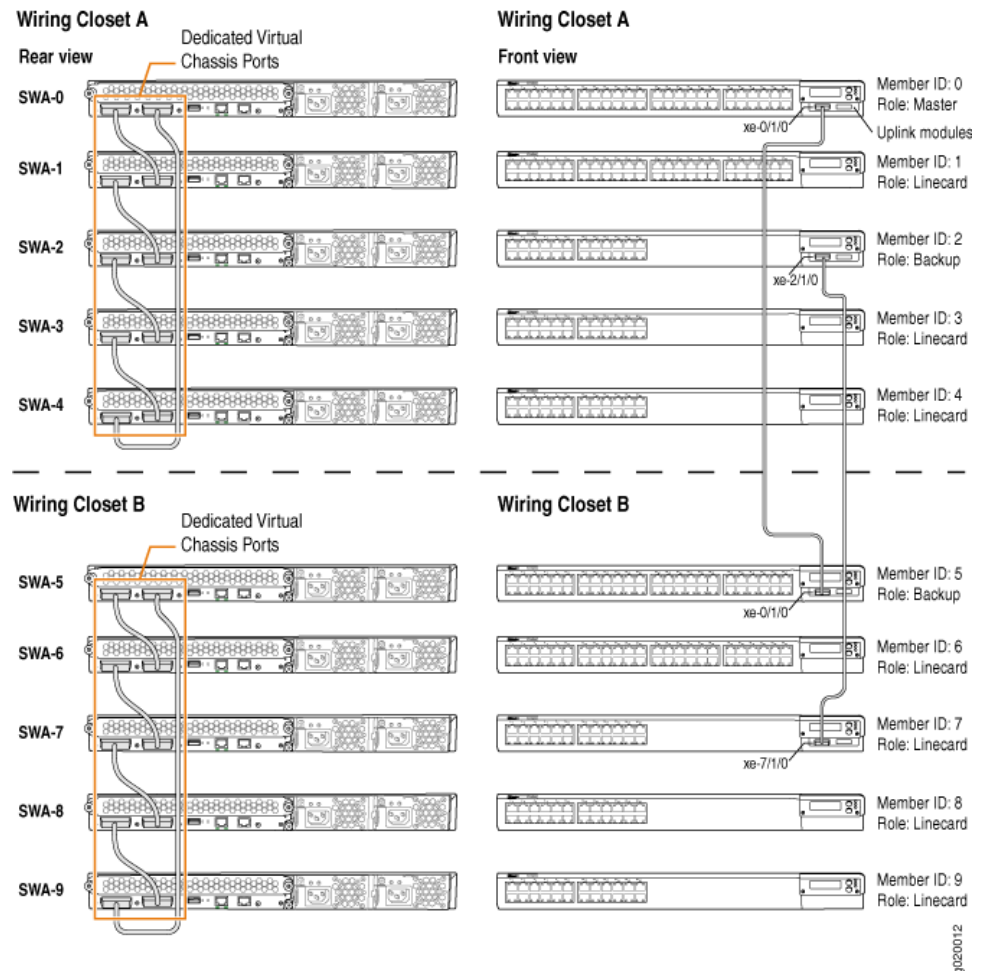 Wiring Closet A
Rear view
Dedicated Virtual
Chassis Ports
SWA-0
SWA-1
SWA-2
SWA-3
SWA-4
Wiring Closet A
Front view
xe-0/1/0
Member ID: 0
Role: Master
Uplink modules
Member ID: 1
Role: Linecard
xe-2/1/0
Member ID: 2
Role: Backup
Member ID: 3
Role: Linecard
Member ID: 4
Role: Linecard
Wiring Closet B
Dedicated Virtual
Chassis Ports
SWA-5
SWA-6
SWA-7
SWA-8
SWA-9
Wiring Closet B
xe-0/1/0
Member ID: 5
Role: Backup
Member ID: 6
Role: Linecard
xe-7/1/0
Member ID: 7
Role: Linecard
Member ID: 8
Role: Linecard
Member ID: 9
Role: Linecard
g020012